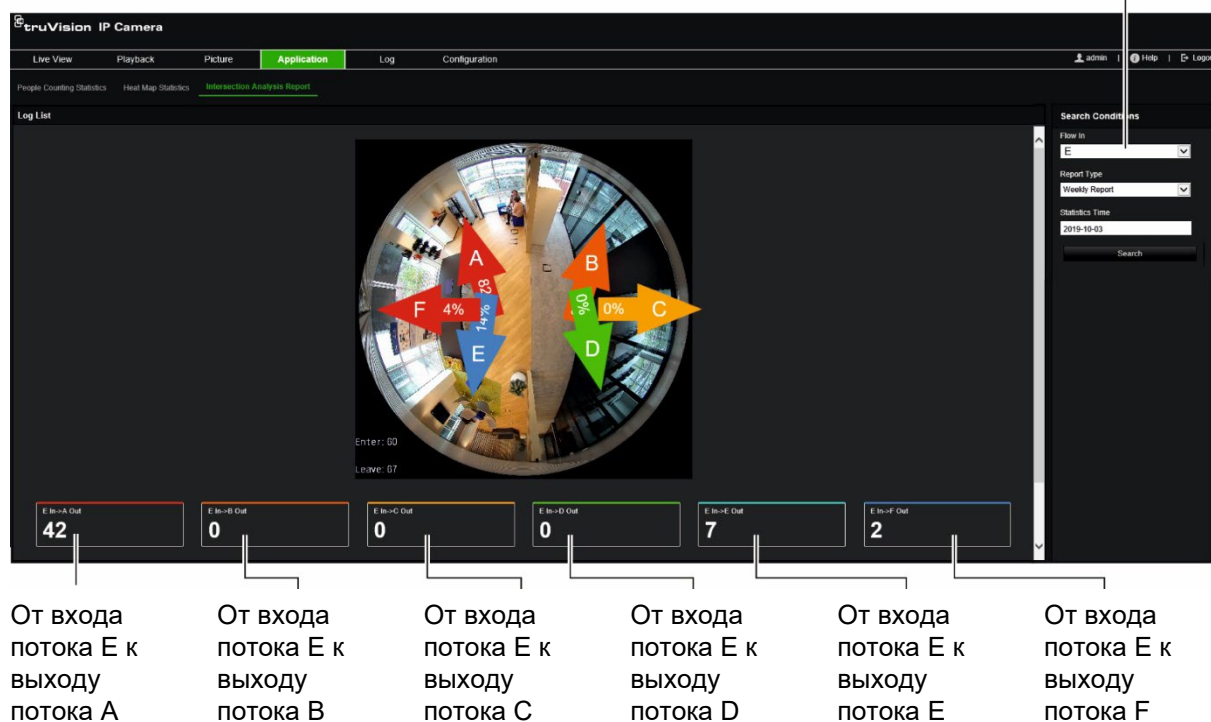 truVision IP Camera
Live View Playback Picture Application Log Configuration admin | Help | Logou
People Counting Statistics Heat Map Statistics Intersection Analysis Report
Log List
Search Conditions
Flow In
E
Report Type
Weekly Report
Statistics Time
2019-10-03
Search
A
82
B
F 4%
14%
E
0%
0% C
D
Enter: 60
Leave: 67
E In->A Out
42
E In->B Out
0
E In->C Out
0
E In->D Out
0
E In->E Out
7
E In->F Out
2
От входа
потока E к
выходу
потока A
От входа
потока E к
выходу
потока B
От входа
потока E к
выходу
потока C
От входа
потока E к
выходу
потока D
От входа
потока E к
выходу
потока E
От входа
потока E к
выходу
потока F